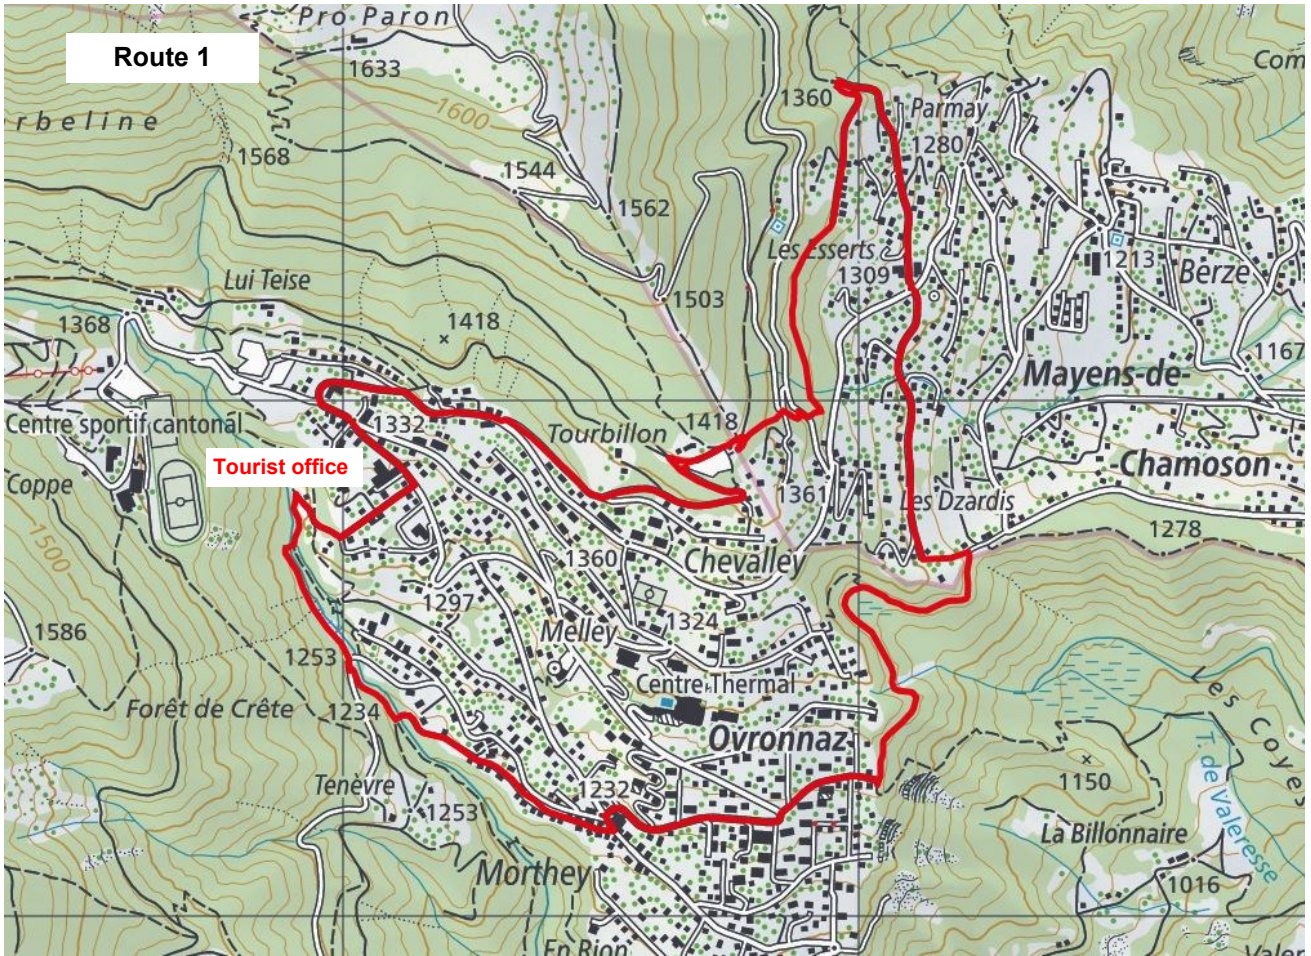 Pro Paron
Route 1
1633
Com
rbeline
1600
1360
Parmay
1280
1568
1544
1562
Les Esserts
1213
1309
Berze
Lui Teise
1503
1368
1418
1167
Mayens-de-
Centre sportif cantonal
1332
Tourbillon
1418
-Chamoson
Tourist office
Coppe
1361
Les Dzardis
1500
1278
1360
Chevalley
1297
1324
1586
Melley
1253
Centre Thermal
Les Coyes
Forêt de Crête
1234
Ovronnaz
T. de Valeresse
1150
Tenèvre
1232
1253
La Billonnaire
Morthey
1016
En Rion
Valer